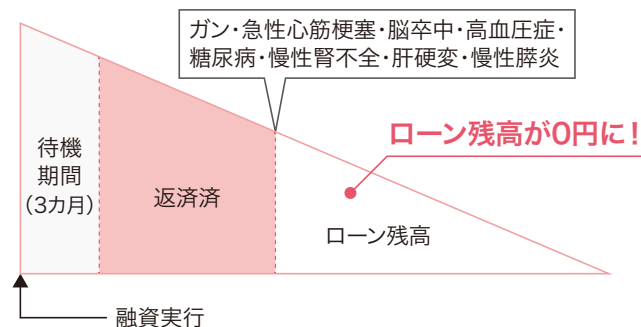 ガン・急性心筋梗塞・脳卒中・高血圧症・
糖尿病・慢性腎不全・肝硬変・慢性膵炎
ローン残高が0円に！
待機
期間
（3カ月）
返済済
ローン残高
融資実行